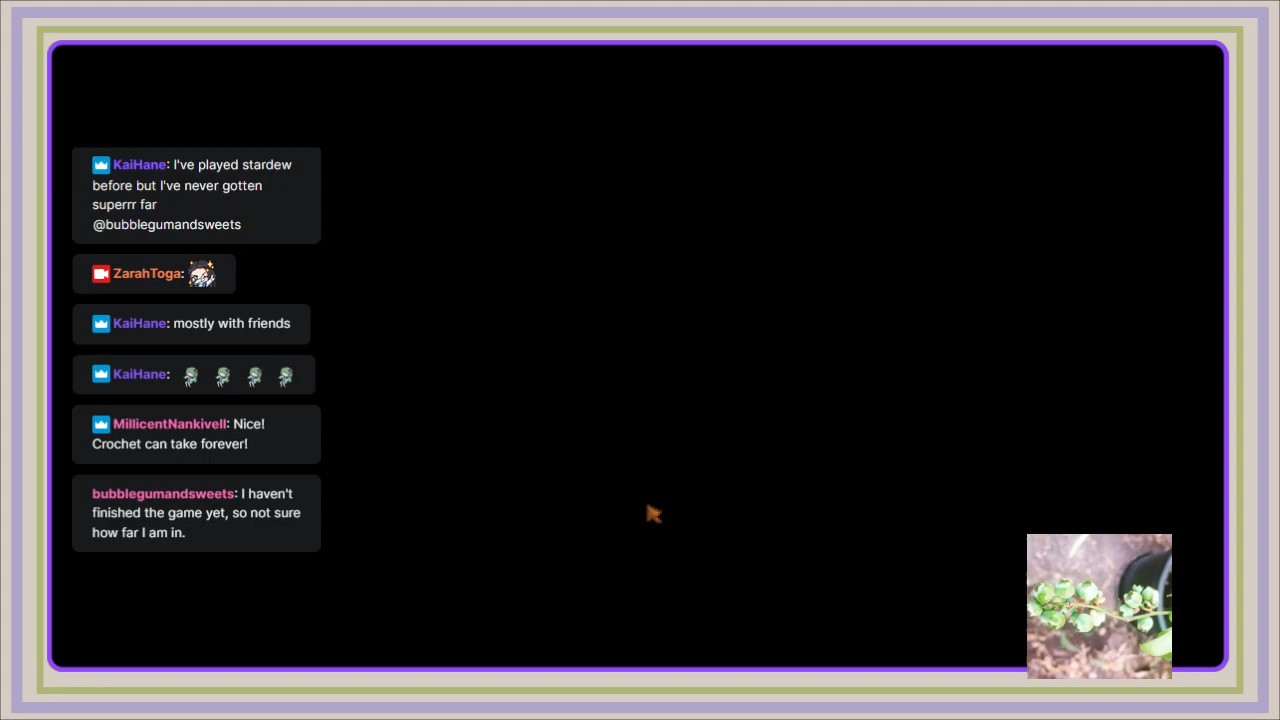 KaiHane: I've played stardew
before but I've never gotten
superrr far
@bubblegumandsweets
ZarahToga:
KaiHane: mostly with friends
KaiHane:
MillicentNankivell: Nice!
Crochet can take forever!
bubblegumandsweets: I haven't
finished the game yet, so not sure
how far I am in.